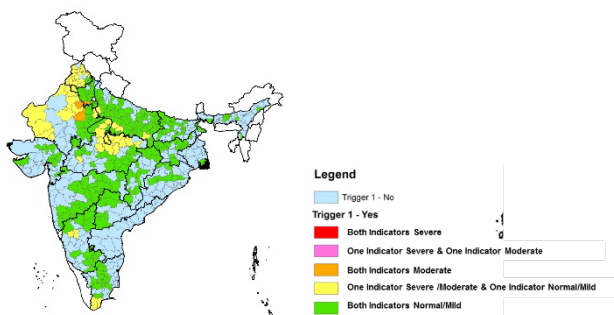 Legend
Trigger 1 - No
Trigger 1 - Yes
Both Indicators Severe
One Indicator Severe & One Indicator Moderate
Both Indicators Moderate
One Indicator Severe /Moderate & One Indicator Normal/Mild
Both Indicators Normal/Mild